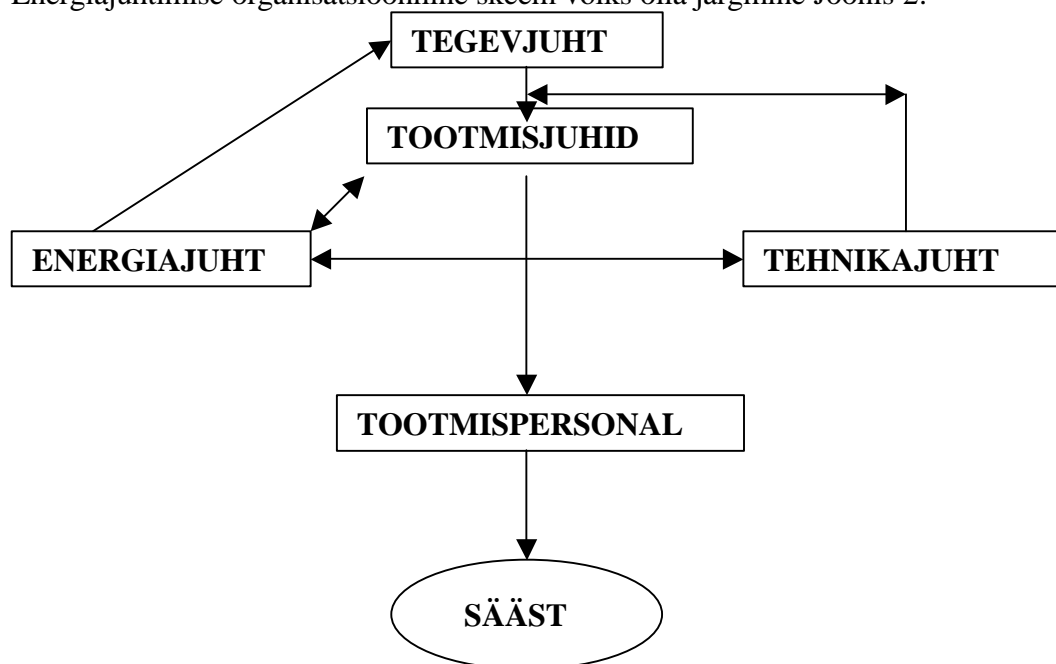 Energiajuhtimise organisatsiooniline skeem võiks olla järgmine Joonis 2.
TEGEVJUHT
TOOTMISJUHID
ENERGIAJUHT
TEHNIKAJUHT
TOOTMISPERSONAL
SÄÄST